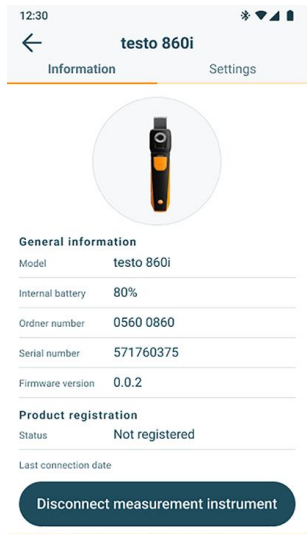 12:30
testo 860i
Information Settings
General information
Model testo 860i
Internal battery 80%
Ordner number 0560 0860
Serial number 571760375
Firmware version 0.0.2
Product registration
Status Not registered
Last connection date
Disconnect measurement instrument